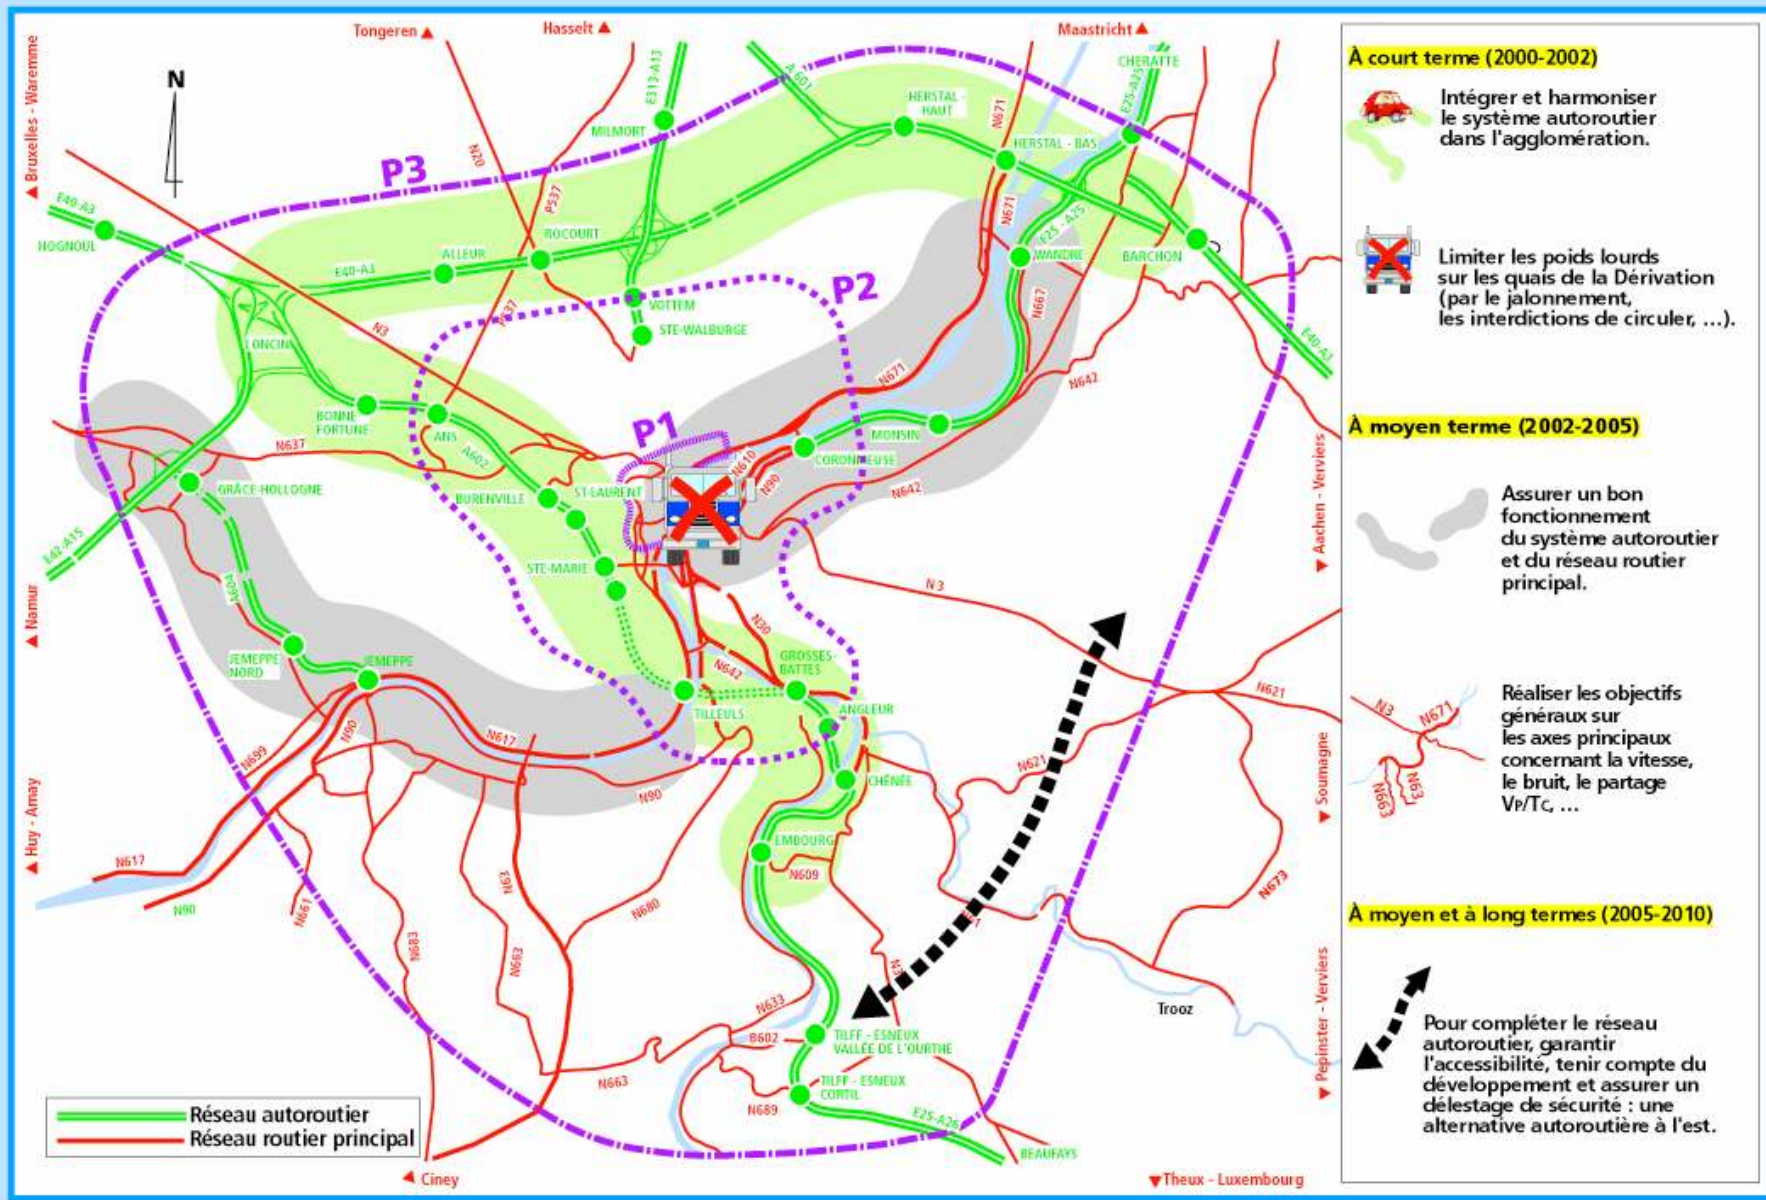 Tongeren
Hasselt
Maastricht
Bruxelles - Waremme
N
P3
E313-A13
A 601
CHERATTE
E25-A25
HERSTAL -
HAUT
MILMORT
N671
HERSTAL - BAS
N20
P537
E40-A3
HOGNOUL
ALLEUR
ROCOURT
E40-A3
N671
E25 - A25
WANDRE
BARCHON
P2
VOTTEM
STE-WALBURGE
P537
N3
LONCIN
N667
E40-A3
N671
N642
BONNE
FORTUNE
ANS
MONSIN
P1
CORONMEUSE
N637
A602
N610
N90
N642
GRÂCE-HOLLOGNE
BURENVILLE
ST-LAURENT
Aachen - Verviers
E42-A15
STE-MARIE
A604
N 3
Namur
N30
JEMEPPE
NORD
JEMEPPE
N642
GROSSES-
BATTES
N621
TILLEULS
ANGLEUR
N90
N617
N699
N621
CHÊNÉE
N90
Soumagne
Huy - Amay
EMBOURG
N617
N609
N90
N661
N63
N680
N673
N683
N663
N633
Trooz
B602
TILFF - ESNEUX
VALLÉE DE L'OURTHE
Pepinster - Verviers
N663
TILFF - ESNEUX
CORTIL
N689
E25-A26
BEAUFAYS
Réseau autoroutier
Réseau routier principal
Ciney
Theux - Luxembourg
À court terme (2000-2002)
Intégrer et harmoniser
le système autoroutier
dans l'agglomération.
Limiter les poids lourds
sur les quais de la Dérivation
(par le jalonnement,
les interdictions de circuler, ...).
À moyen terme (2002-2005)
Assurer un bon
fonctionnement
du système autoroutier
et du réseau routier
principal.
Réaliser les objectifs
généraux sur
les axes principaux
concernant la vitesse,
le bruit, le partage
VP/TC, ...
N3
N671
N663
N63
À moyen et à long termes (2005-2010)
Pour compléter le réseau
autoroutier, garantir
l'accessibilité, tenir compte du
développement et assurer un
délestage de sécurité : une
alternative autoroutière à l'est.